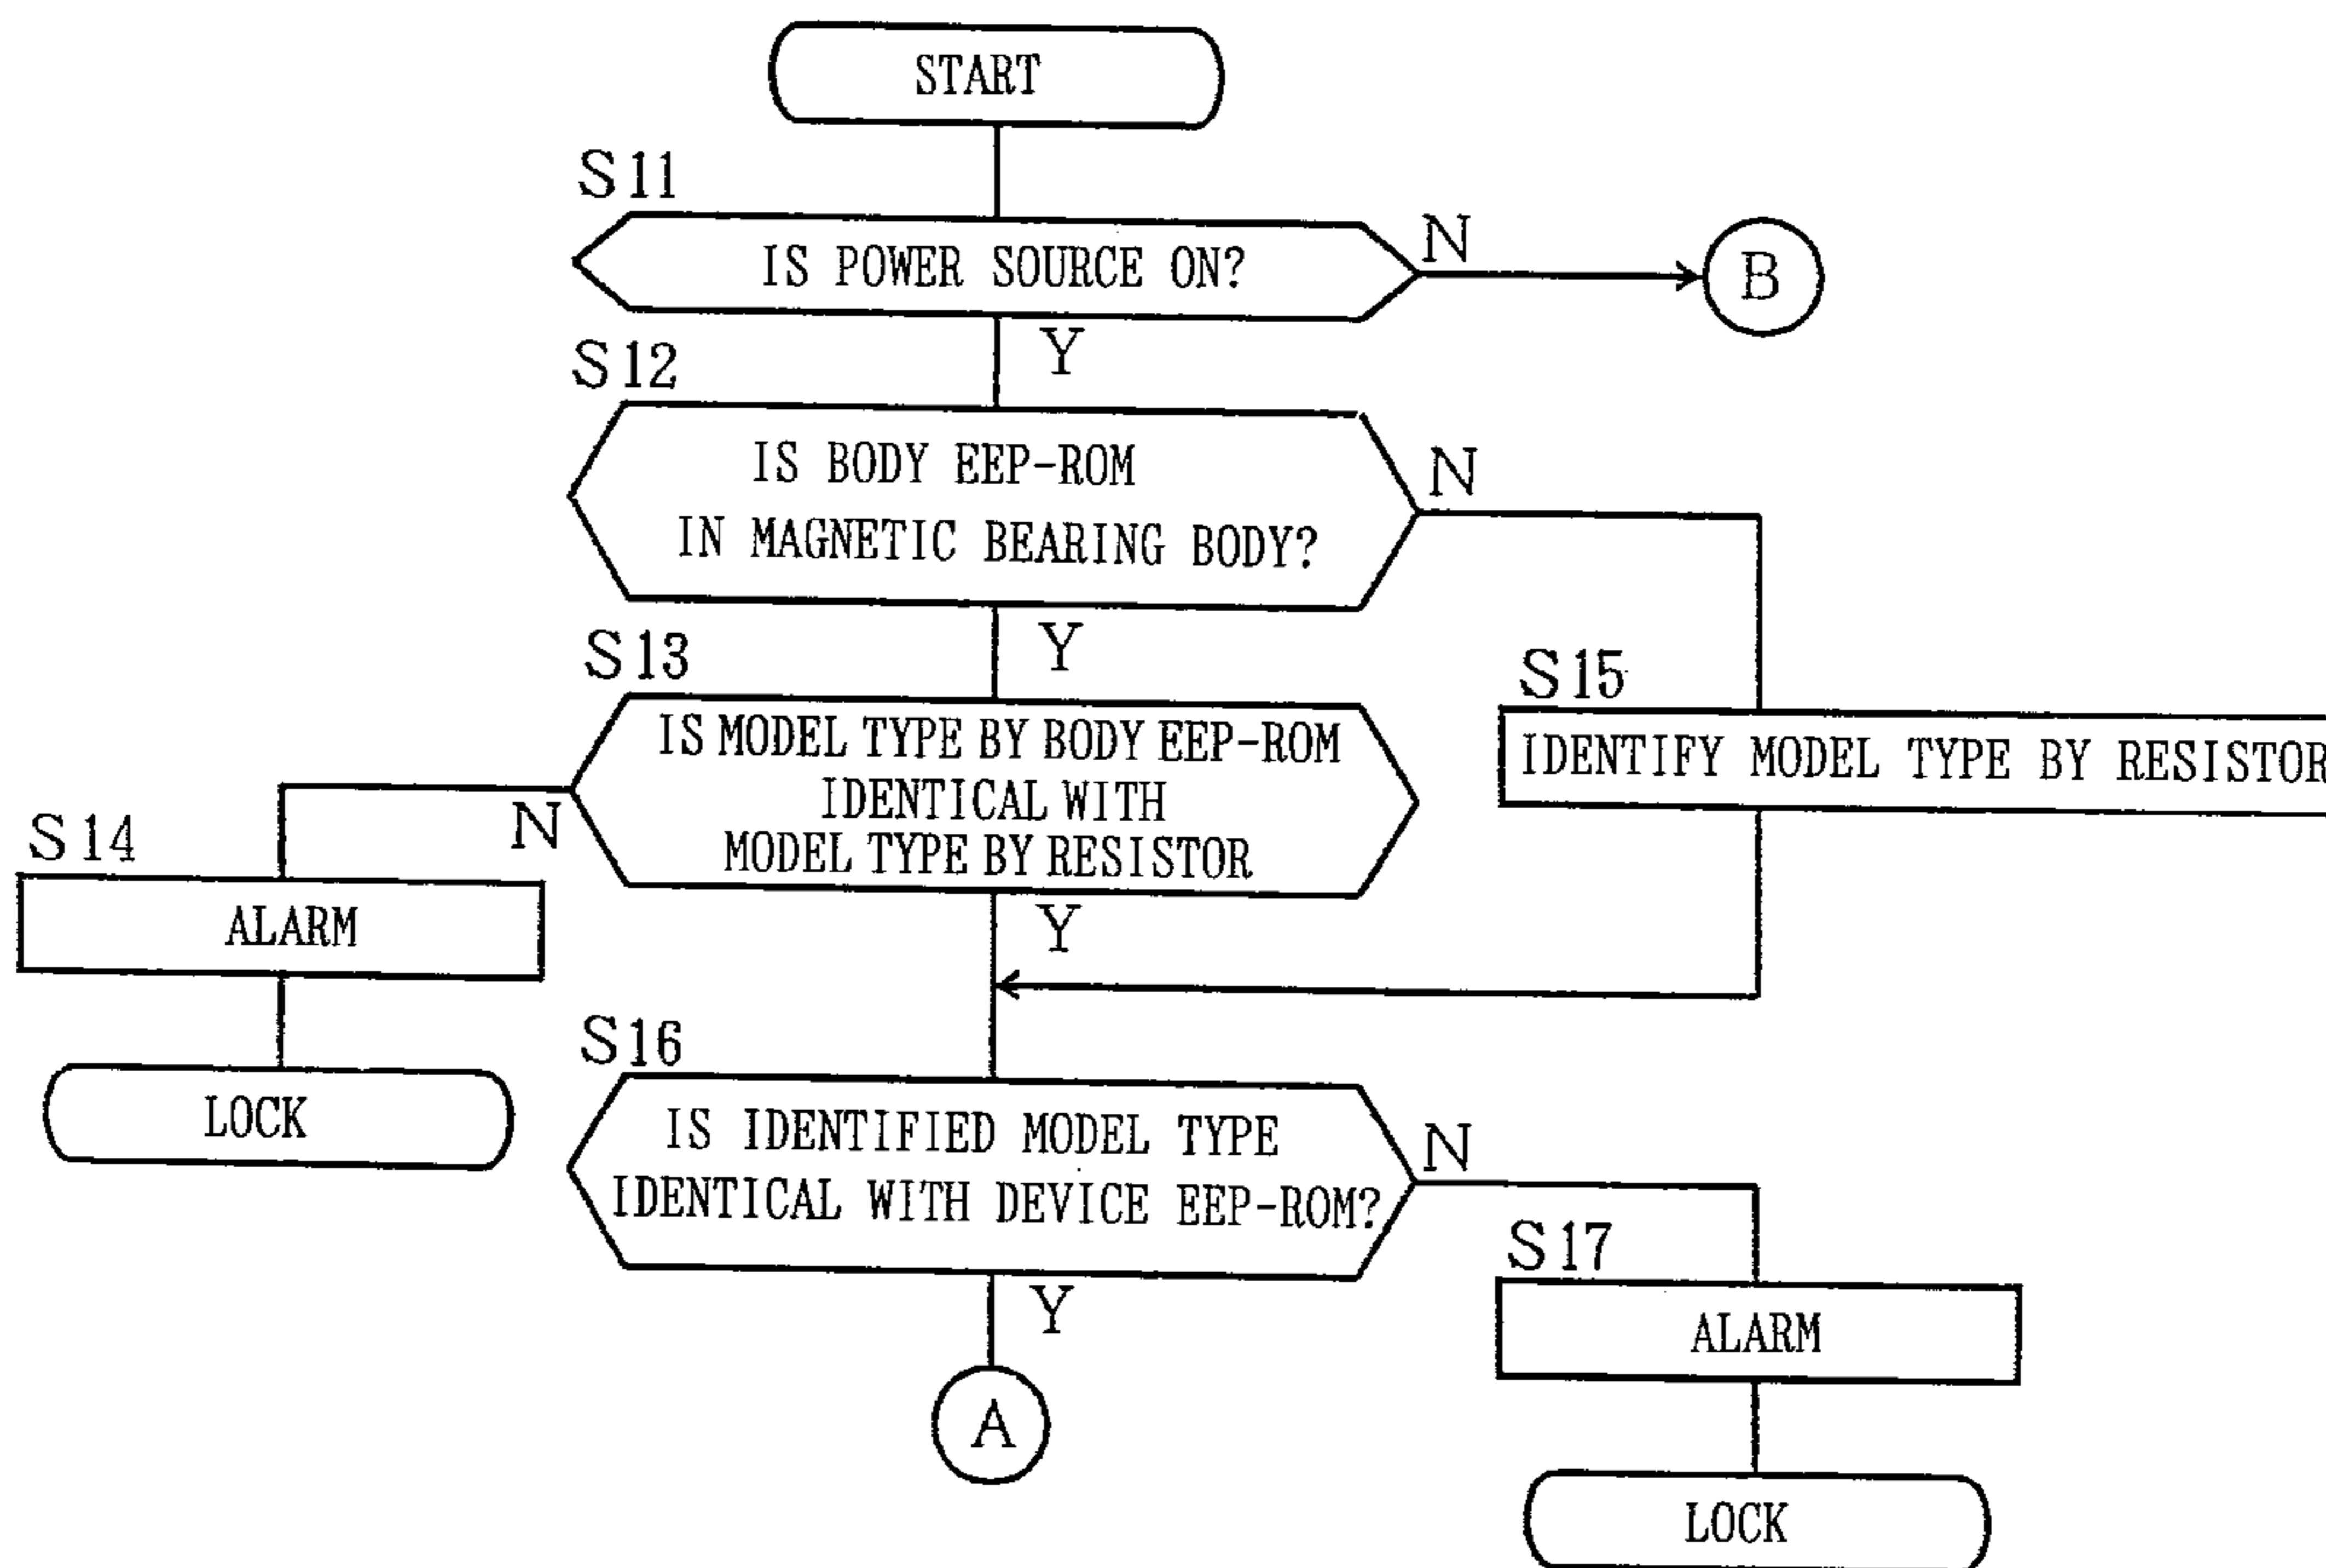 START
S11
IS POWER SOURCE ON?
N
B
Y
S12
IS BODY EEP-ROM
IN MAGNETIC BEARING BODY?
N
Y
S13
IS MODEL TYPE BY BODY EEP-ROM
IDENTICAL WITH
MODEL TYPE BY RESISTOR
N
Y
S15
IDENTIFY MODEL TYPE BY RESISTOR
S14
ALARM
LOCK
S16
IS IDENTIFIED MODEL TYPE
IDENTICAL WITH DEVICE EEP-ROM?
N
Y
S17
ALARM
LOCK
A